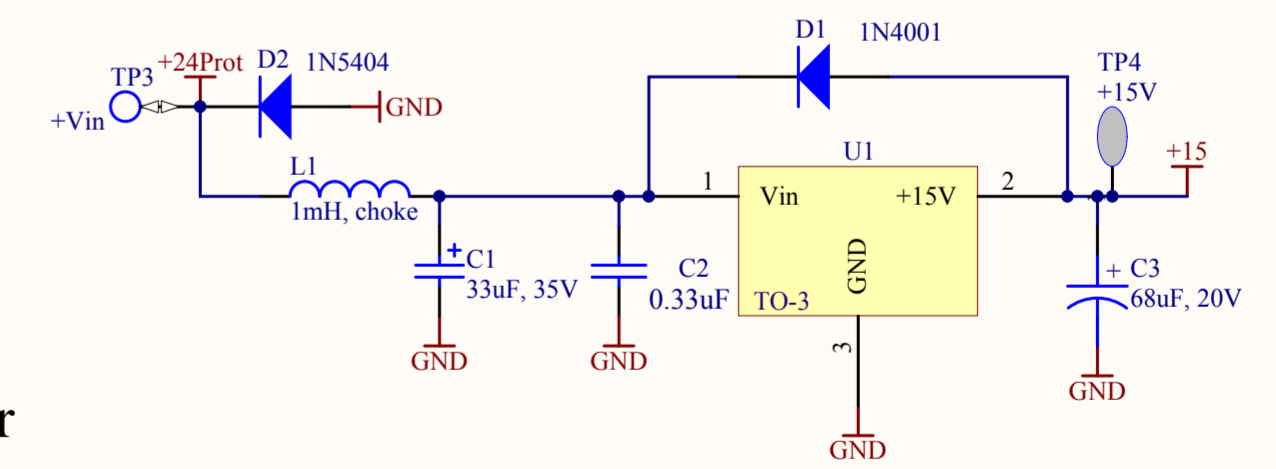 D1 1N4001
+24Prot D2 1N5404
TP3
TP4
+15V
GND
+Vin
L1
U1
+15
1mH, choke
1 Vin +15V 2
+ C1
33uF, 35V
C2
0.33uF
GND
TO-3
+ C3
68uF, 20V
3
GND
GND
GND
GND
r